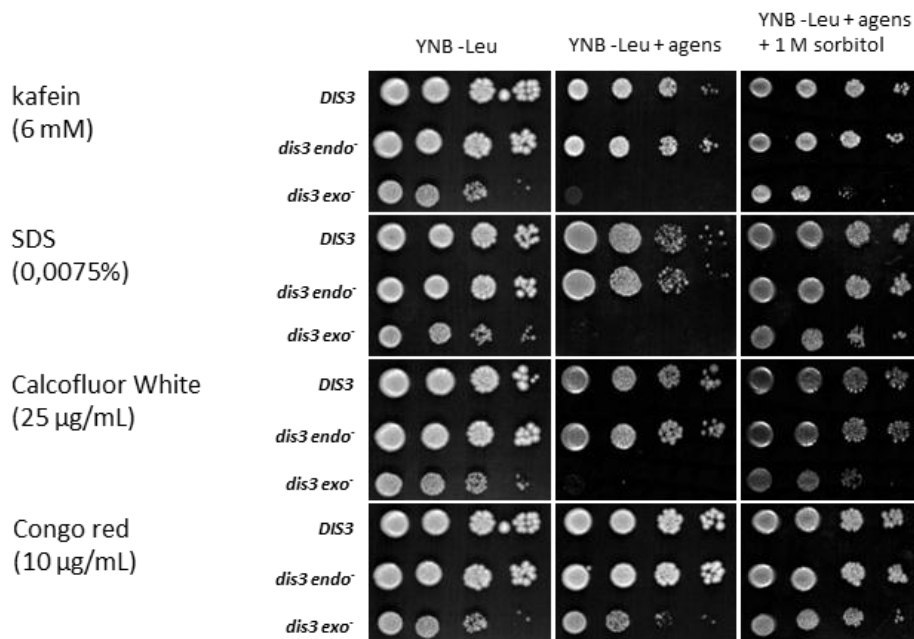 YNB -Leu
YNB -Leu + agens
YNB -Leu + agens
+ 1 M sorbitol
kafein
(6 mM)
DIS3
dis3 endo⁻
dis3 exo⁻
SDS
(0,0075%)
DIS3
dis3 endo⁻
dis3 exo⁻
Calcofluor White
(25 µg/mL)
DIS3
dis3 endo⁻
dis3 exo⁻
Congo red
(10 µg/mL)
DIS3
dis3 endo⁻
dis3 exo⁻